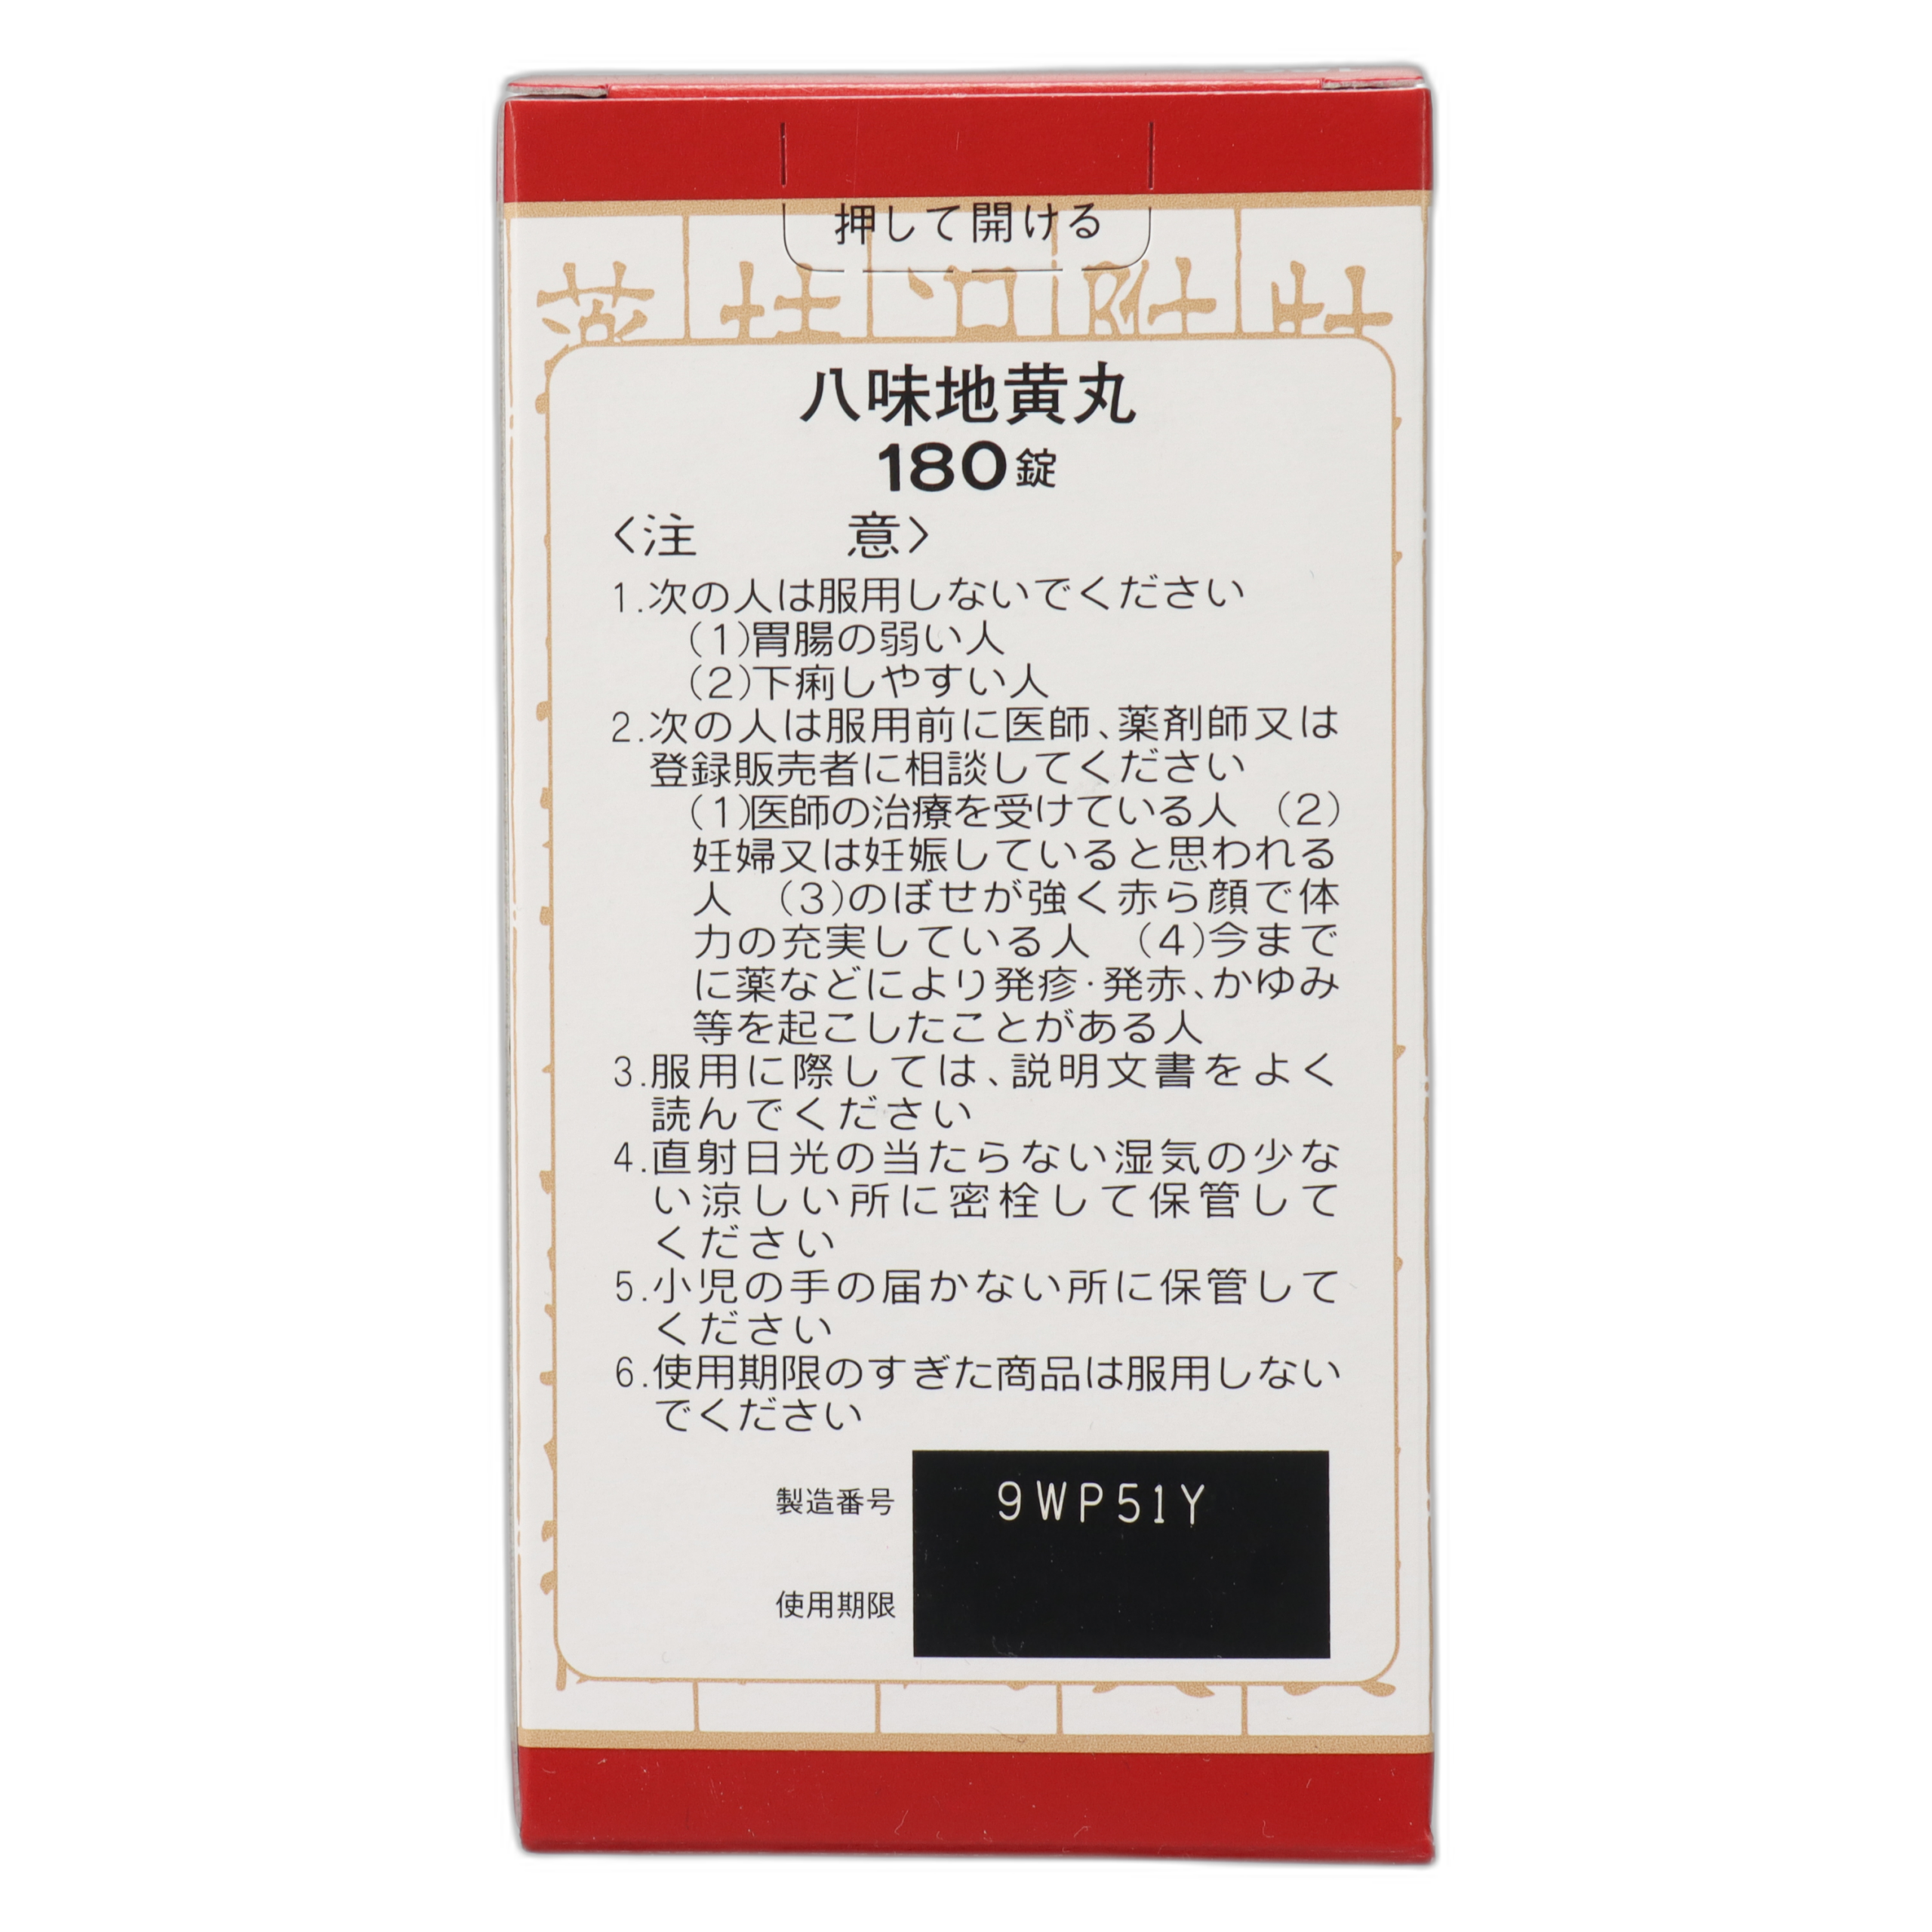 押して開ける
八味地黄丸
180錠
〈注　意〉
1.次の人は服用しないでください
(1)胃腸の弱い人
(2)下痢しやすい人
2.次の人は服用前に医師、薬剤師又は
登録販売者に相談してください
(1)医師の治療を受けている人　(2)
妊婦又は妊娠していると思われる
人　(3)のぼせが強く赤ら顔で体
力の充実している人　(4)今まで
に薬などにより発疹・発赤、かゆみ
等を起こしたことがある人
3.服用に際しては、説明文書をよく
読んでください
4.直射日光の当たらない湿気の少な
い涼しい所に密栓して保管して
ください
5.小児の手の届かない所に保管して
ください
6.使用期限のすぎた商品は服用しない
でください
製造番号 9WP51Y
使用期限